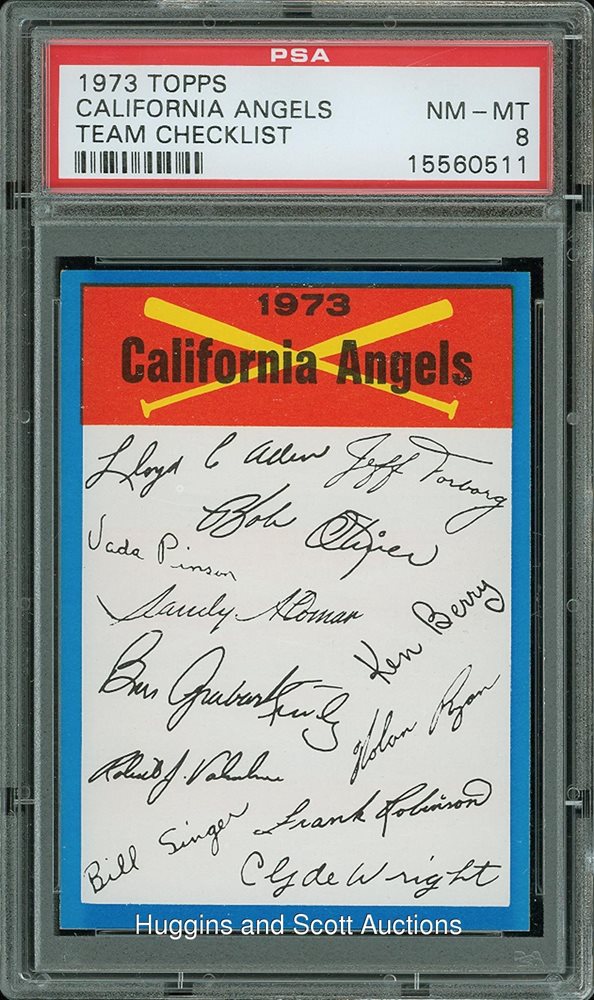 PSA
1973 TOPPS
CALIFORNIA ANGELS NM-MT
TEAM CHECKLIST 8
15560511
1973
California Angels
Lloyd C Allen Jeff Torborg
Bob Oliver
Vada Pinson
Sandy Alomar
Ken Berry
Nolan Ryan
Robert J. Valentine
Frank Robinson
Bill Singer
Clyde Wright
Huggins and Scott Auctions